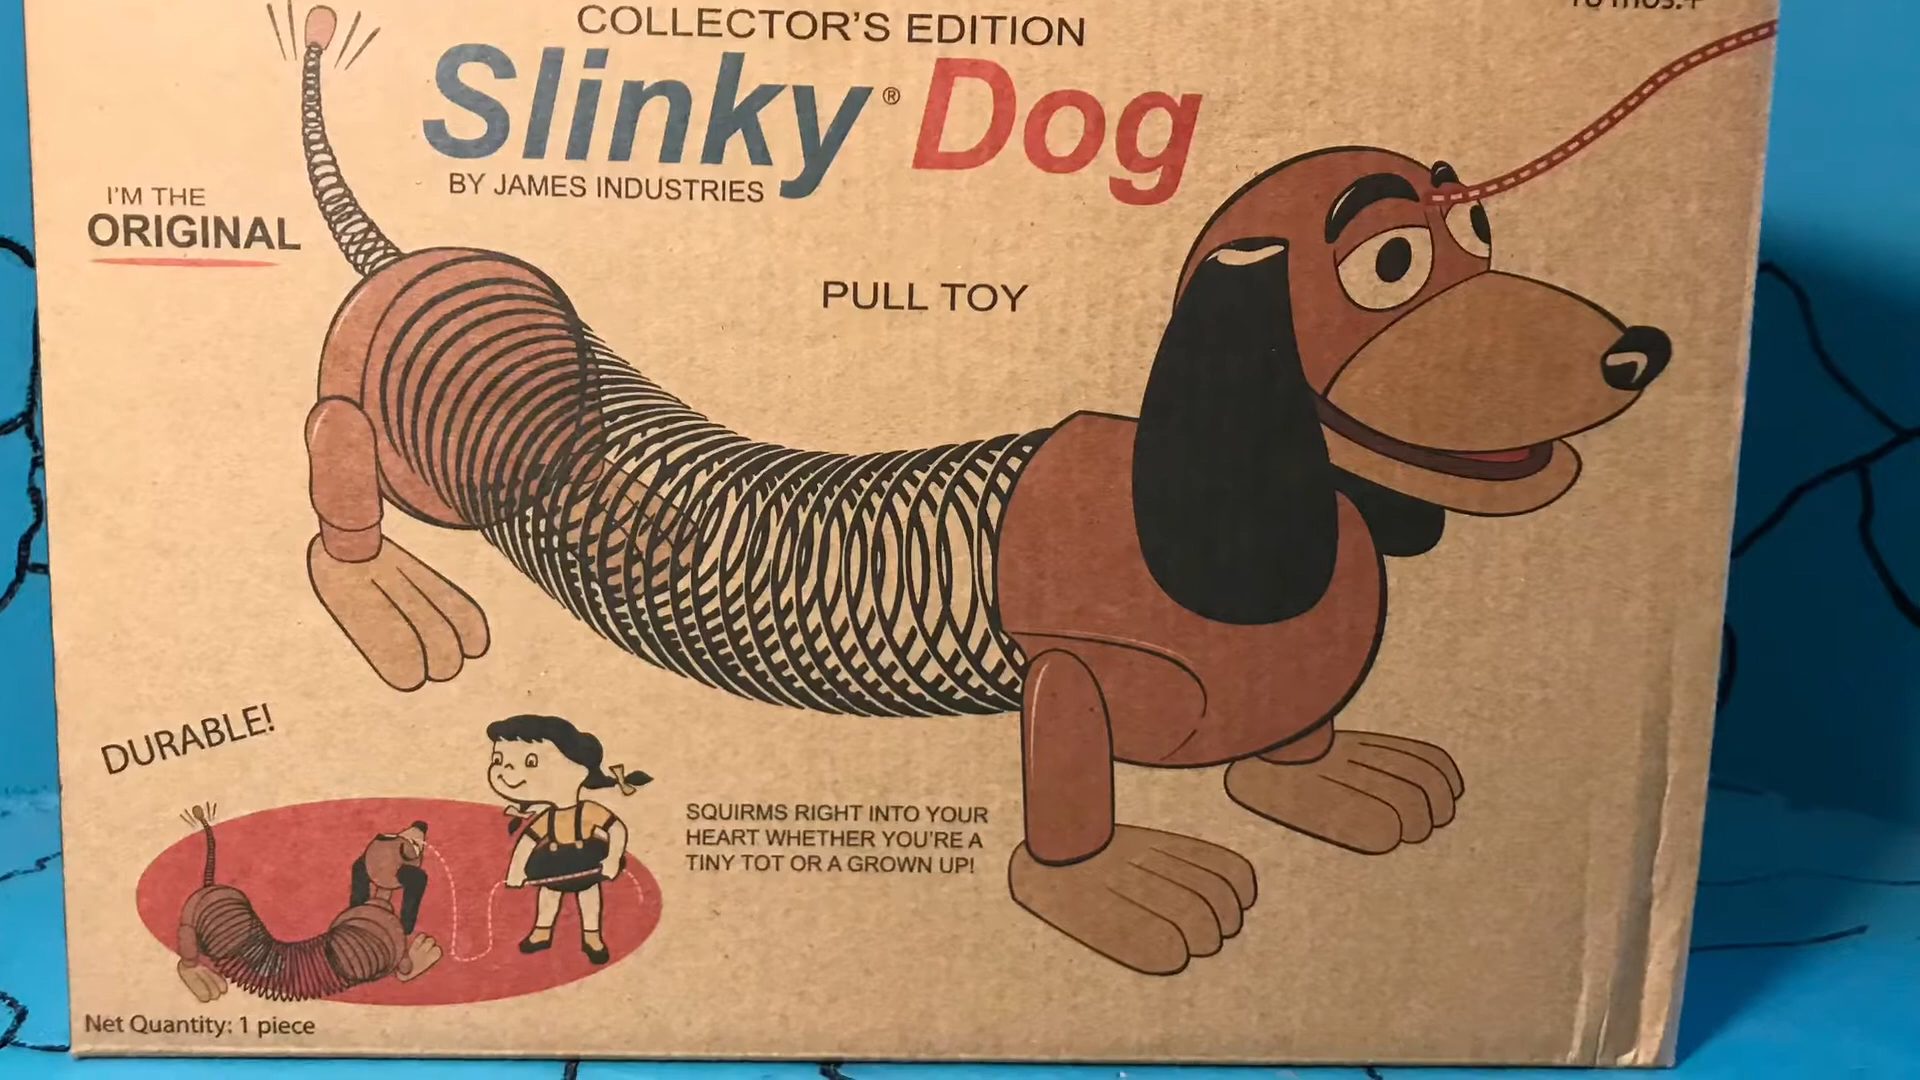 COLLECTOR'S EDITION
Slinky® Dog
BY JAMES INDUSTRIES
I'M THE
ORIGINAL
PULL TOY
DURABLE!
SQUIRMS RIGHT INTO YOUR
HEART WHETHER YOU'RE A
TINY TOT OR A GROWN UP!
Net Quantity: 1 piece